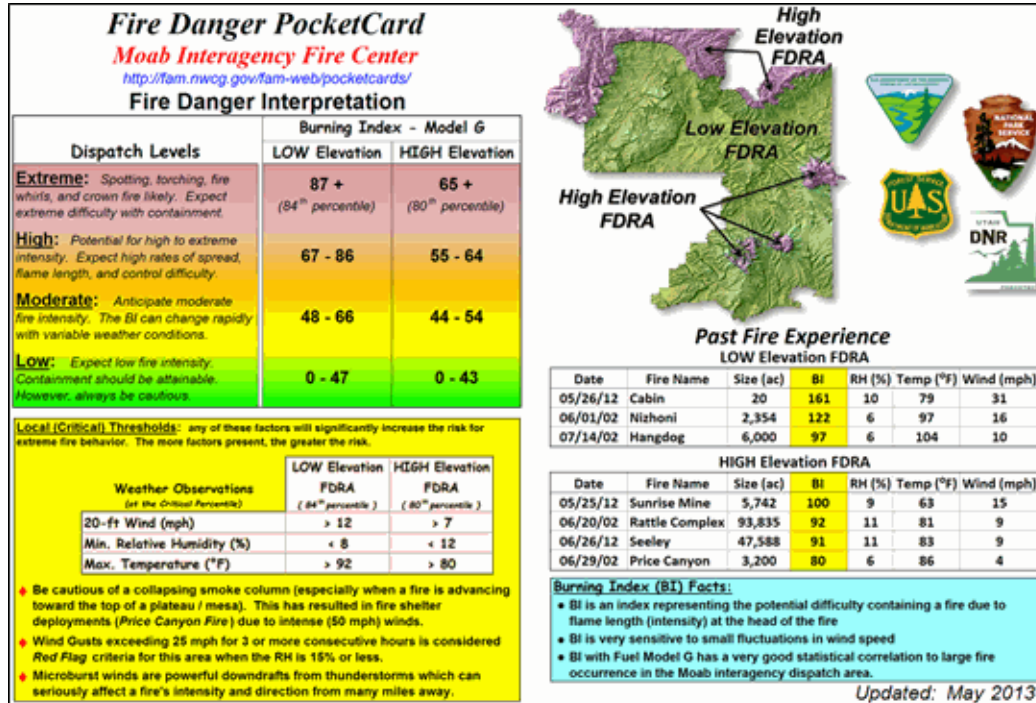 Fire Danger PocketCard
Moab Interagency Fire Center
http://fam.nwcg.gov/fam-web/pocketcards/
Fire Danger Interpretation
Burning Index - Model G
Dispatch Levels LOW Elevation HIGH Elevation
Extreme: Spotting, torching, fire
whirls, and crown fire likely. Expect
extreme difficulty with containment.
87 + 65 +
(84th percentile) (80th percentile)
High: Potential for high to extreme
intensity. Expect high rates of spread,
flame length, and control difficulty.
67 - 86 55 - 64
Moderate: Anticipate moderate
fire intensity. The BI can change rapidly
with variable weather conditions.
48 - 66 44 - 54
Low: Expect low fire intensity.
Containment should be attainable.
However, always be cautious.
0 - 47 0 - 43
Local (Critical) Thresholds: any of these factors will significantly increase the risk for
extreme fire behavior. The more factors present, the greater the risk.
Weather Observations
(at the Critical Percentile)
LOW Elevation HIGH Elevation
FDRA FDRA
(84th percentile) (80th percentile)
20-ft Wind (mph) > 12 > 7
Min. Relative Humidity (%) < 8 < 12
Max. Temperature (°F) > 92 > 80
♦ Be cautious of a collapsing smoke column (especially when a fire is advancing
toward the top of a plateau / mesa). This has resulted in fire shelter
deployments (Price Canyon Fire) due to intense (50 mph) winds.
♦ Wind Gusts exceeding 25 mph for 3 or more consecutive hours is considered
Red Flag criteria for this area when the RH is 15% or less.
♦ Microburst winds are powerful downdrafts from thunderstorms which can
seriously affect a fire's intensity and direction from many miles away.
High
Elevation
FDRA
Low Elevation
FDRA
High Elevation
FDRA
NATIONAL
PARK
SERVICE
FOREST SERVICE
U S
UTAH
DNR
Past Fire Experience
LOW Elevation FDRA
Date Fire Name Size (ac) BI RH (%) Temp (°F) Wind (mph)
05/26/12 Cabin 20 161 10 79 31
06/01/02 Nizhoni 2,354 122 6 97 16
07/14/02 Hangdog 6,000 97 6 104 10
HIGH Elevation FDRA
Date Fire Name Size (ac) BI RH (%) Temp (°F) Wind (mph)
05/25/12 Sunrise Mine 5,742 100 9 63 15
06/20/02 Rattle Complex 93,835 92 11 81 9
06/26/12 Seeley 47,588 91 11 83 9
06/29/02 Price Canyon 3,200 80 6 86 4
Burning Index (BI) Facts:
• BI is an index representing the potential difficulty containing a fire due to
flame length (intensity) at the head of the fire
• BI is very sensitive to small fluctuations in wind speed
• BI with Fuel Model G has a very good statistical correlation to large fire
occurrence in the Moab interagency dispatch area.
Updated: May 2013